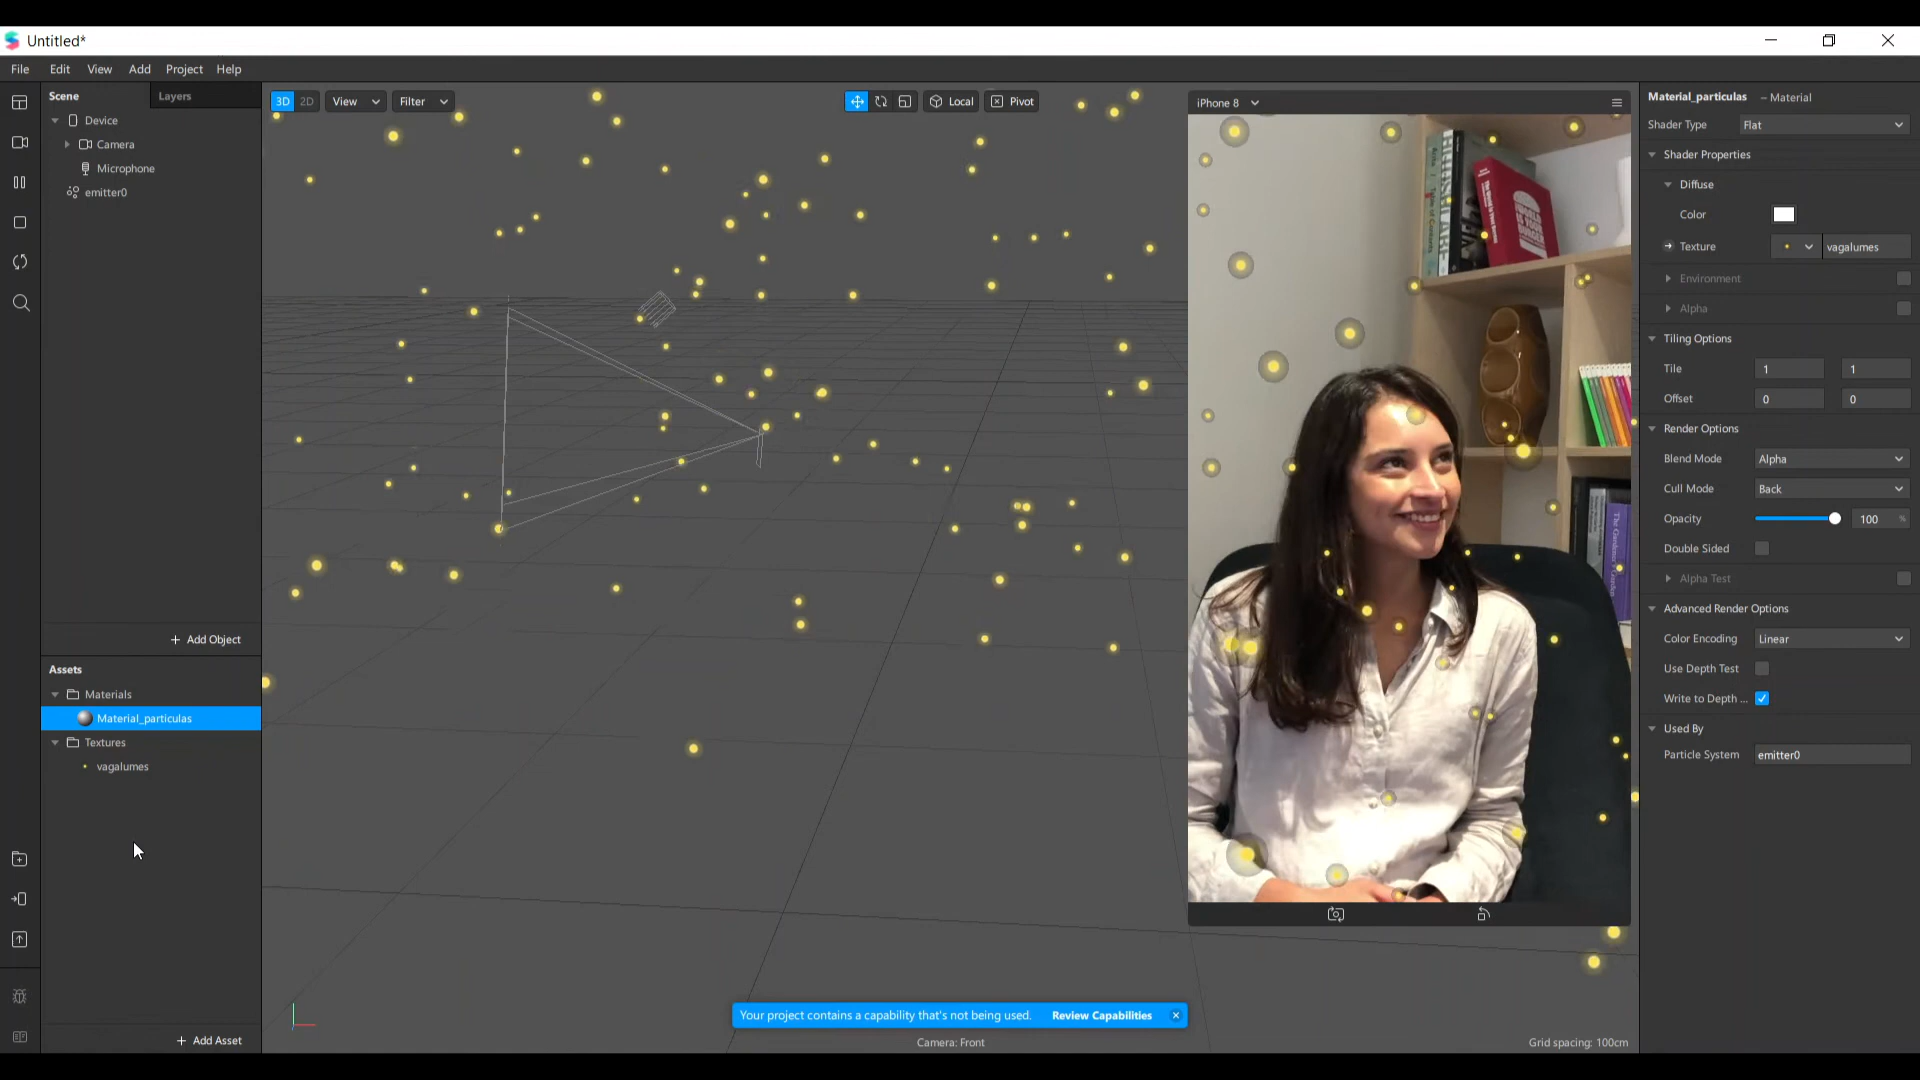 Untitled*
File Edit View Add Project Help
Scene Layers
Device
Camera
Microphone
emitter0
+ Add Object
Assets
Materials
Material_particulas
Textures
vagalumes
+ Add Asset
3D 2D View Filter
Local Pivot
iPhone 8
Your project contains a capability that's not being used. Review Capabilities
Camera: Front
Grid spacing: 100cm
Material_particulas – Material
Shader Type Flat
Shader Properties
Diffuse
Color
Texture vagalumes
Environment
Alpha
Tiling Options
Tile 1 1
Offset 0 0
Render Options
Blend Mode Alpha
Cull Mode Back
Opacity 100 %
Double Sided
Alpha Test
Advanced Render Options
Color Encoding Linear
Use Depth Test
Write to Depth ...
Used By
Particle System emitter0